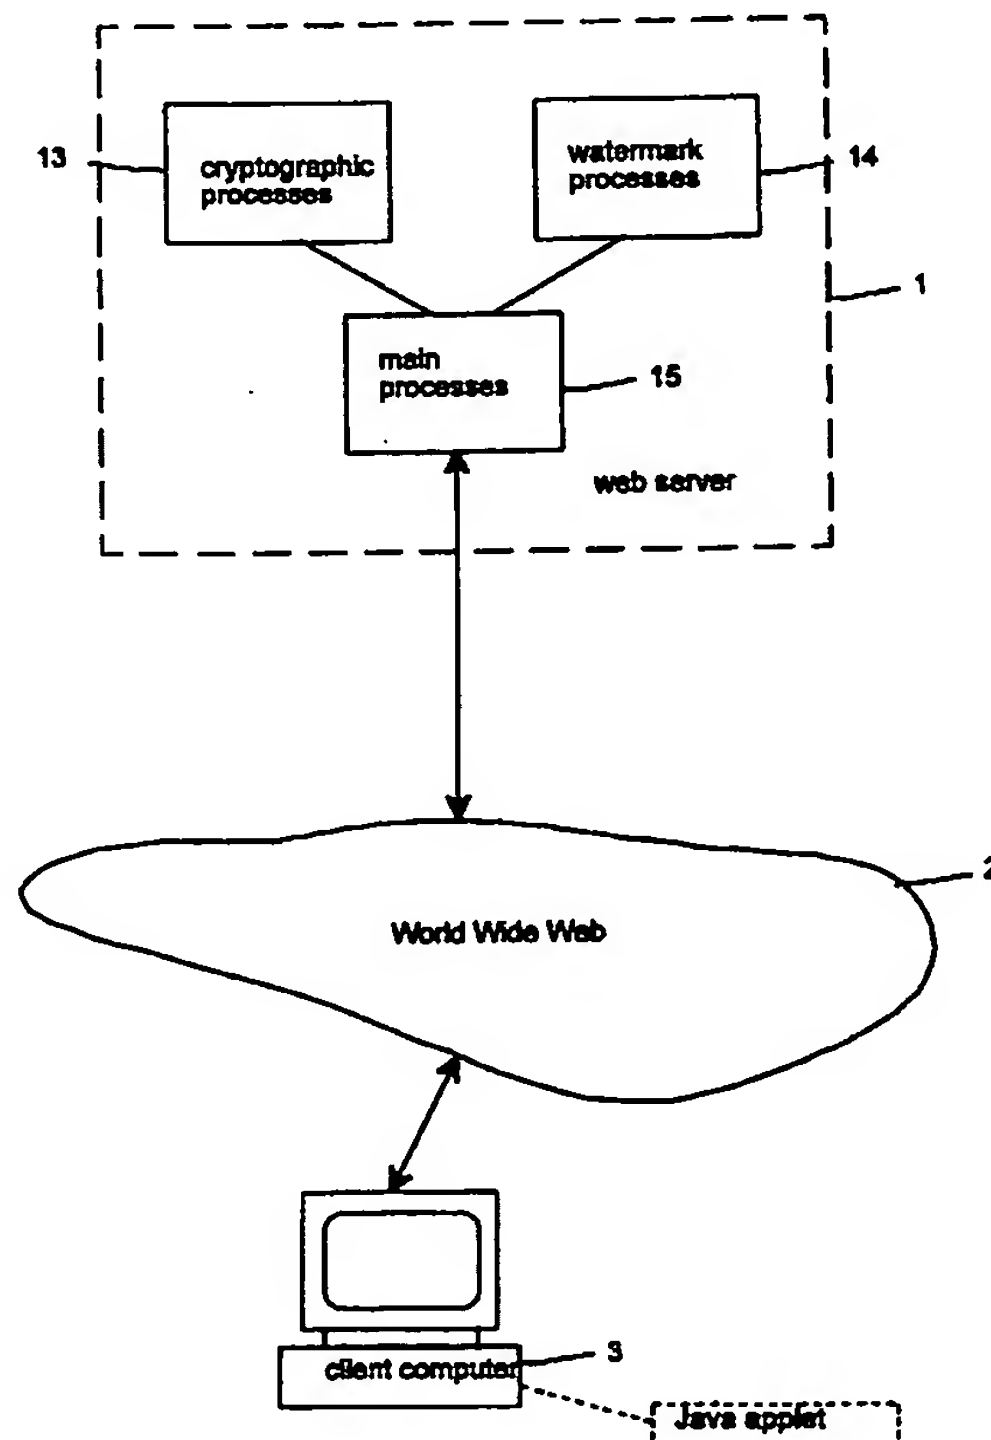 13
cryptographic
processes
watermark
processes
14
1
main
processes
15
web server
2
World Wide Web
client computer
3
Java applet